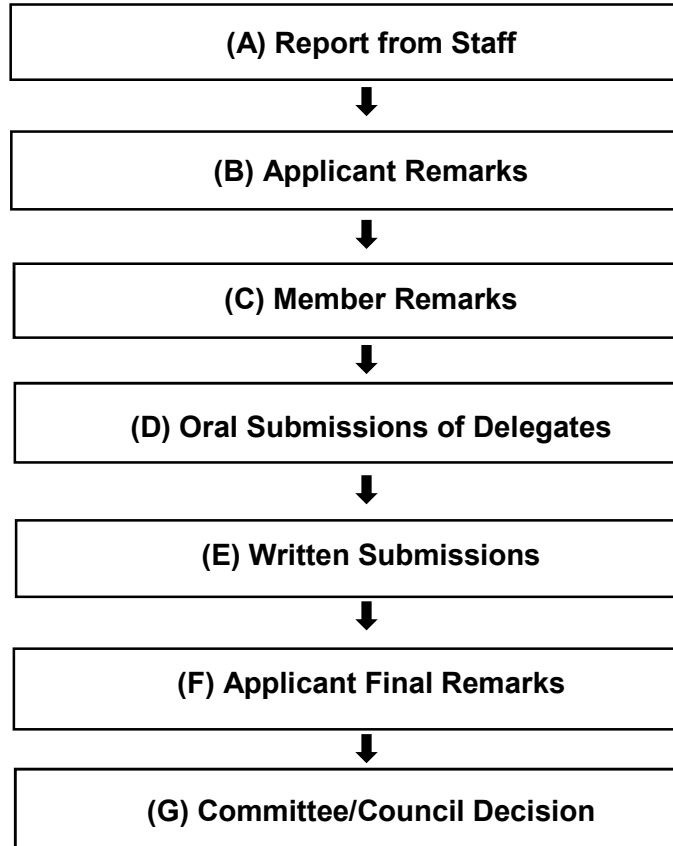 (A) Report from Staff
(B) Applicant Remarks
(C) Member Remarks
(D) Oral Submissions of Delegates
(E) Written Submissions
(F) Applicant Final Remarks
(G) Committee/Council Decision